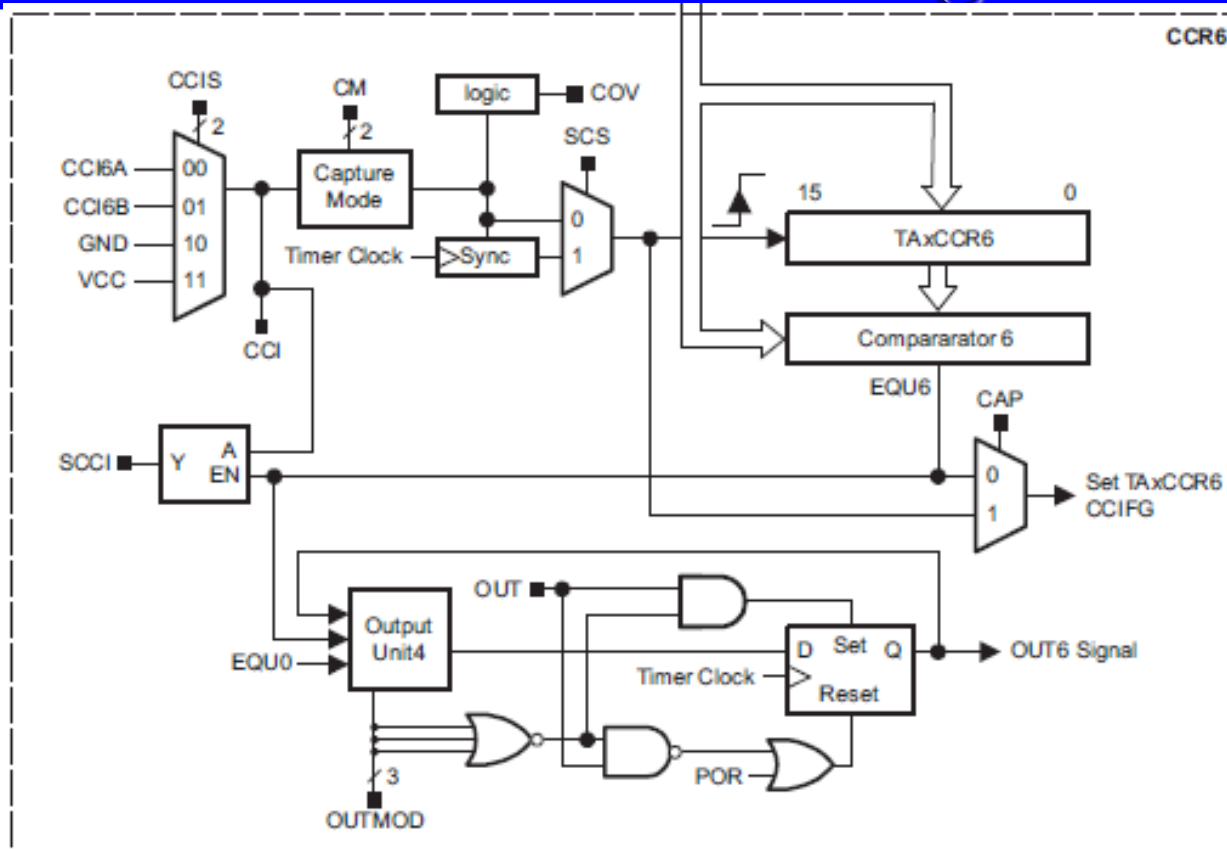 CCR6
CCIS
2
CM
2
logic
COV
SCS
CCI6A
00
CCI6B
01
GND
10
VCC
11
Capture
Mode
0
1
Timer Clock
Sync
15
0
TAxCCR6
CCI
Compararator 6
EQU6
CAP
SCCI
Y
A
EN
0
1
Set TAxCCR6
CCIFG
OUT
Output
Unit4
EQU0
D
Set
Q
OUT6 Signal
Timer Clock
Reset
POR
3
OUTMOD